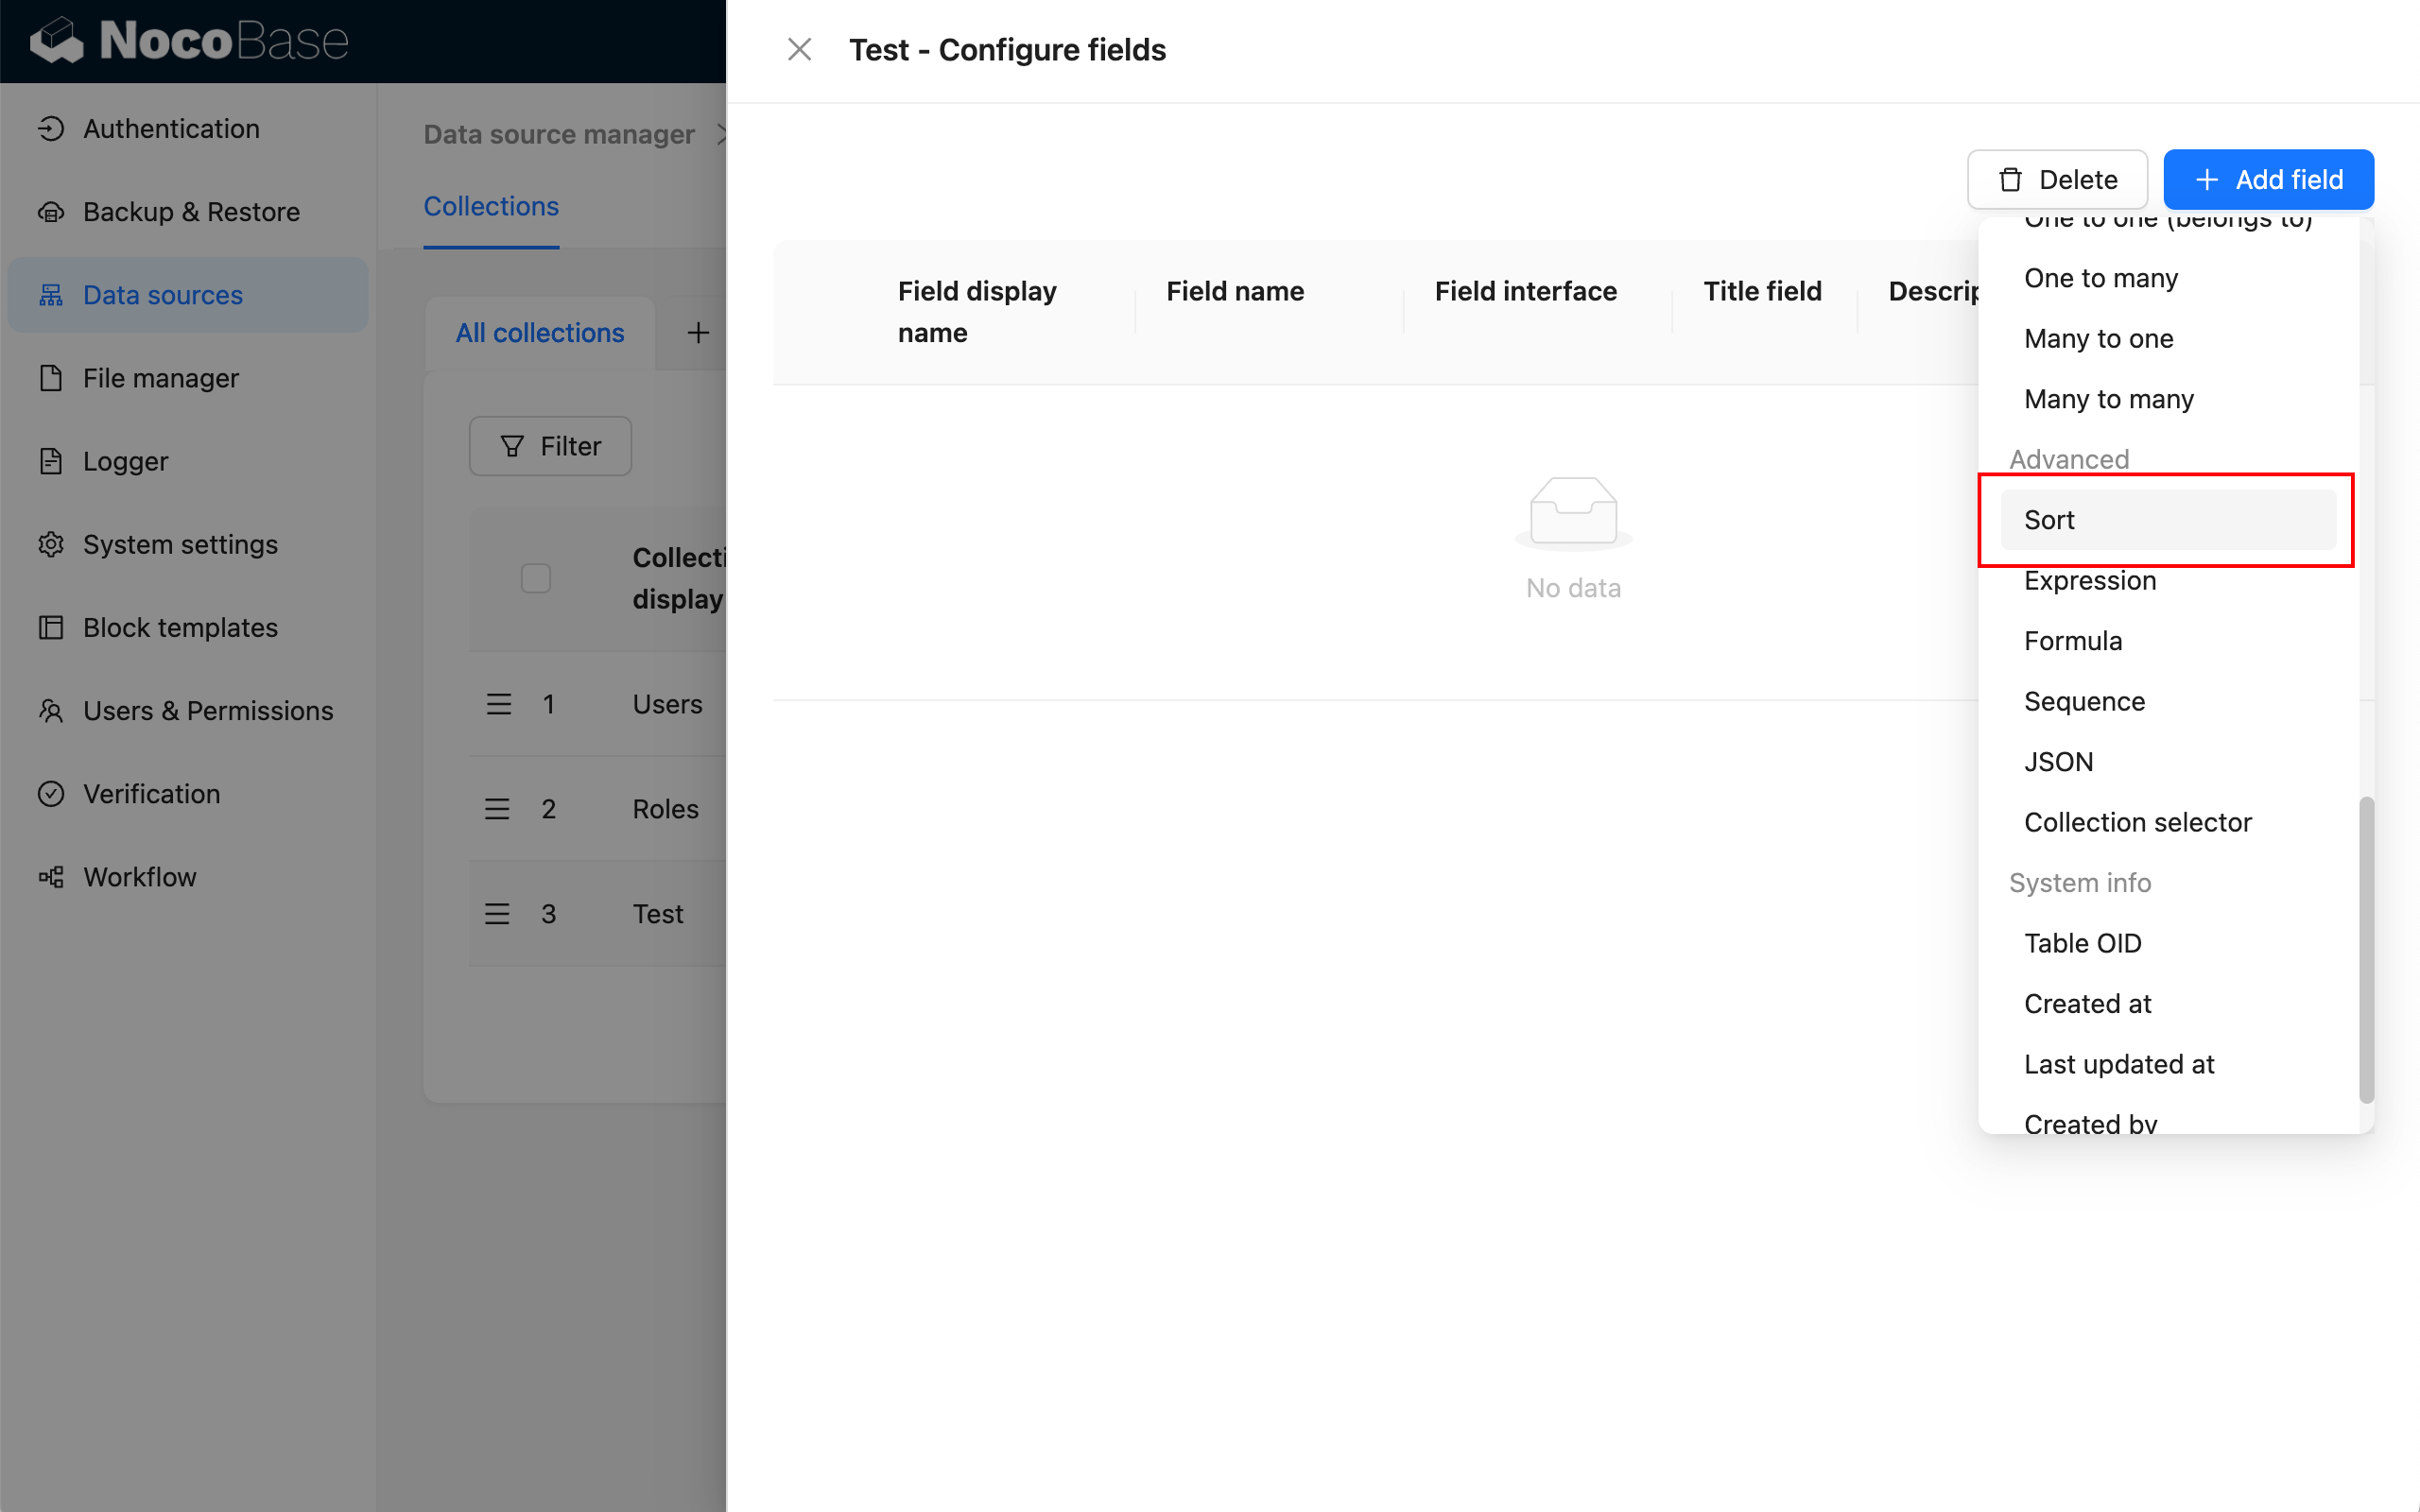 NocoBase
Authentication
Backup & Restore
Data sources
File manager
Logger
System settings
Block templates
Users & Permissions
Verification
Workflow
Data source manager
Collections
All collections
Filter
display
1 Users
2 Roles
3 Test
Test - Configure fields
Delete
Add field
Field display name
Field name
Field interface
Title field
No data
One to one (belongs to)
One to many
Many to one
Many to many
Advanced
Sort
Expression
Formula
Sequence
JSON
Collection selector
System info
Table OID
Created at
Last updated at
Created by